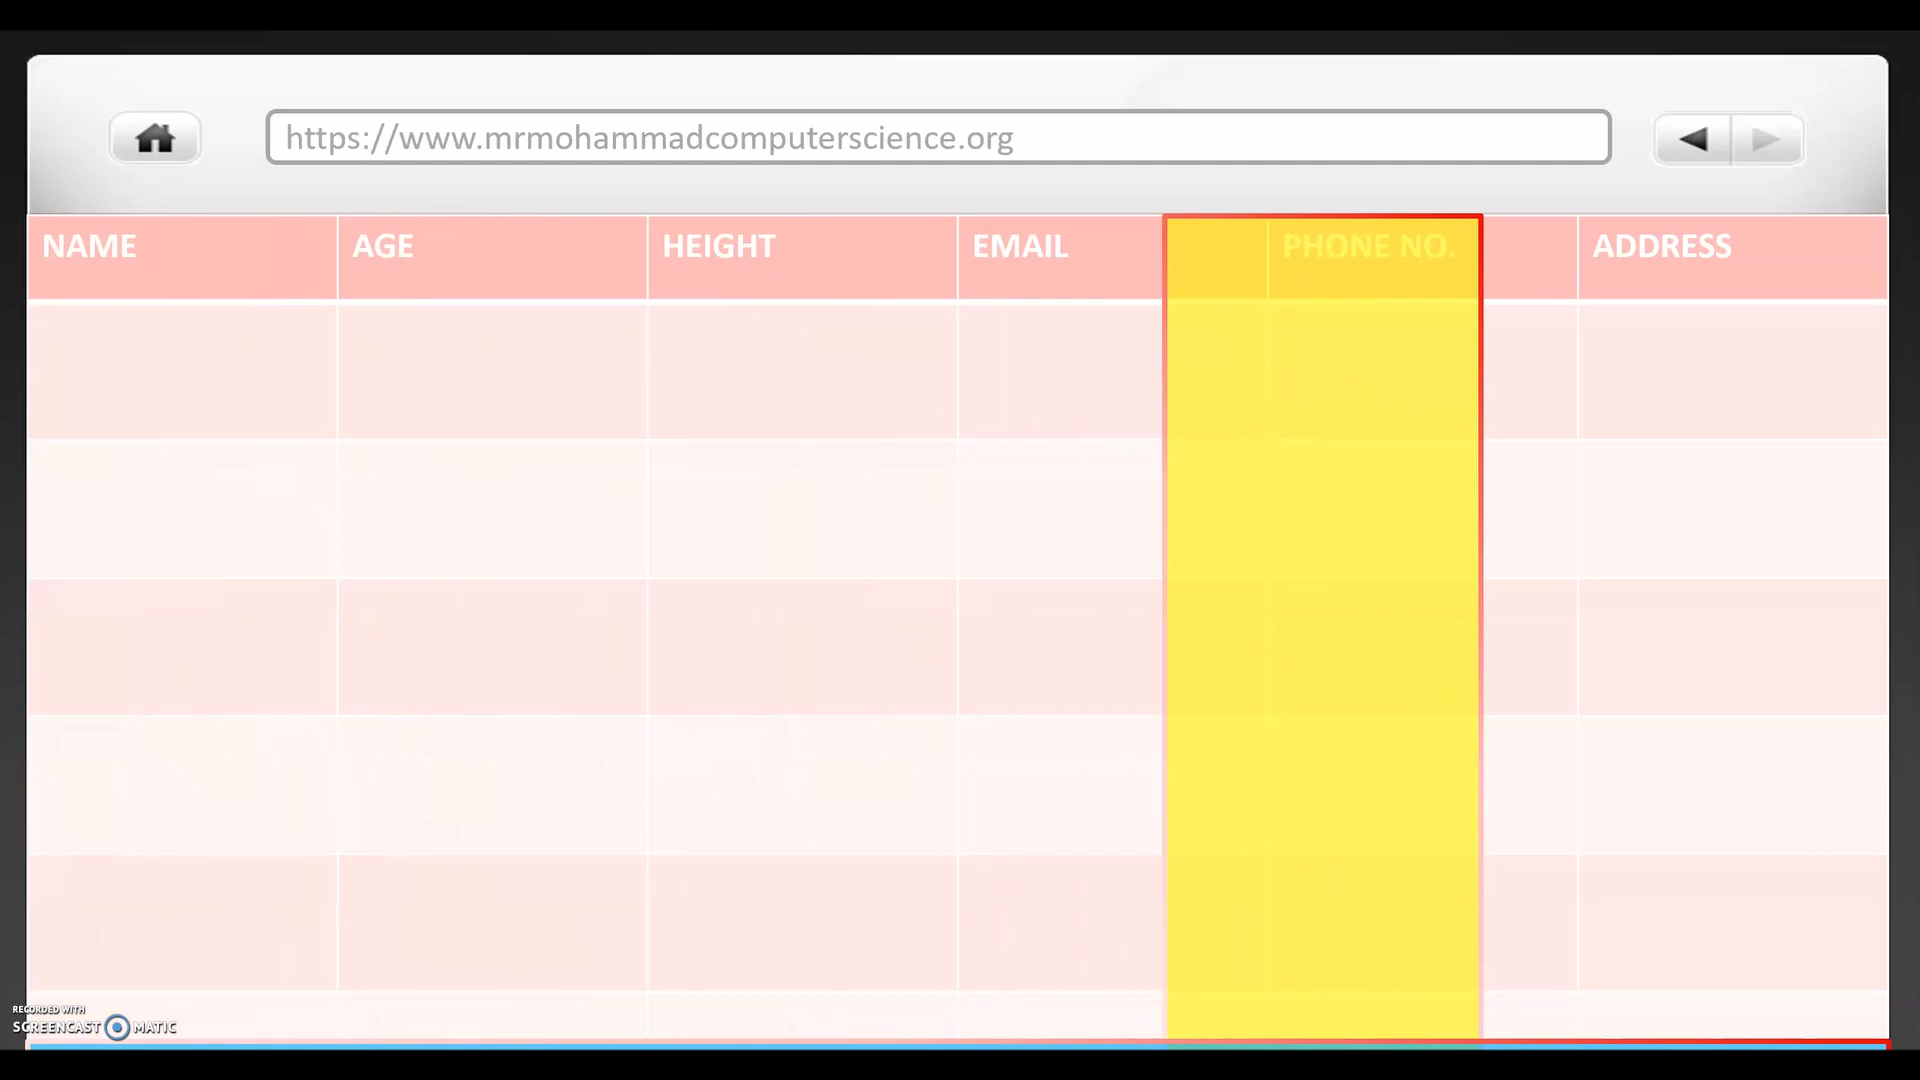 https://www.mrmohammadcomputerscience.org
NAME AGE HEIGHT EMAIL PHONE NO. ADDRESS
RECORDED WITH
SCREENCAST MATIC